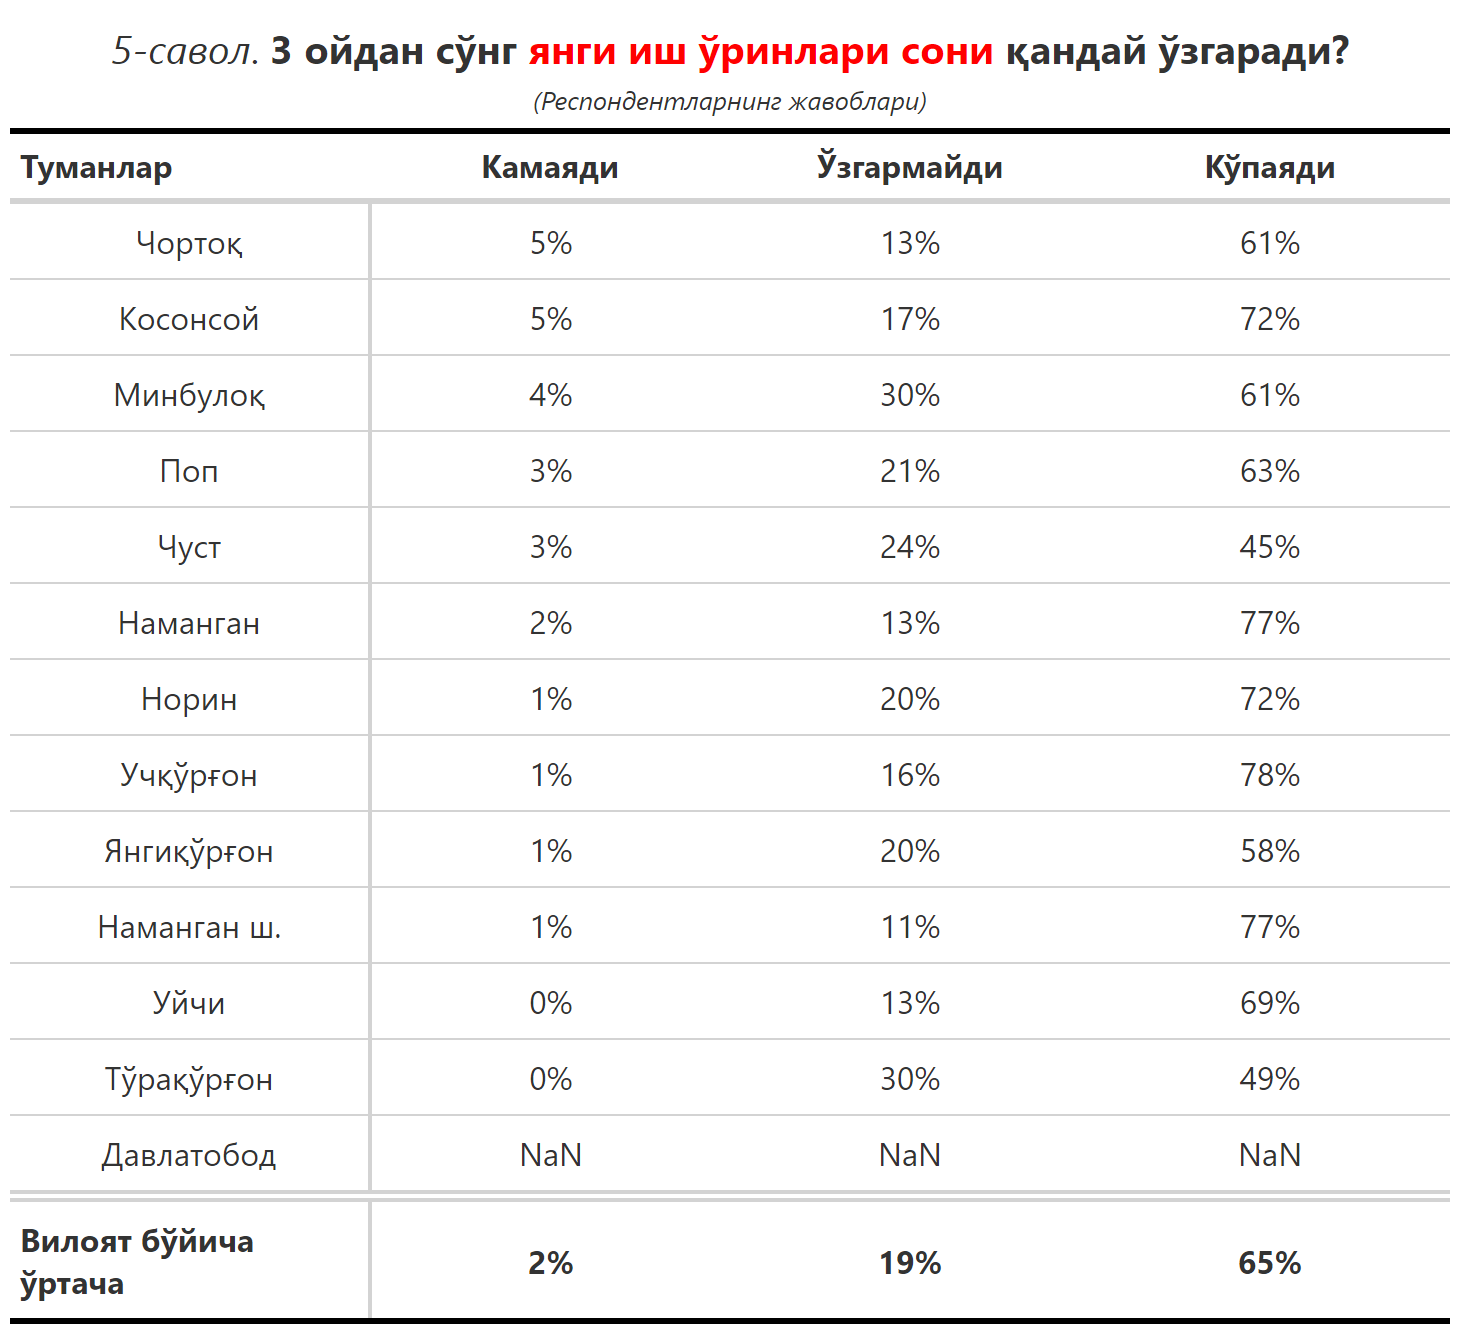 5-савол. 3 ойдан сўнг янги иш ўринлари сони қандай ўзгаради?
(Респондентларнинг жавоблари)
Туманлар Камаяди Ўзгармайди Кўпаяди
Чортоқ 5% 13% 61%
Косонсой 5% 17% 72%
Минбулоқ 4% 30% 61%
Поп 3% 21% 63%
Чуст 3% 24% 45%
Наманган 2% 13% 77%
Норин 1% 20% 72%
Учқўрғон 1% 16% 78%
Янгиқўрғон 1% 20% 58%
Наманган ш. 1% 11% 77%
Уйчи 0% 13% 69%
Тўрақўрғон 0% 30% 49%
Давлатобод NaN NaN NaN
Вилоят бўйича
ўртача 2% 19% 65%